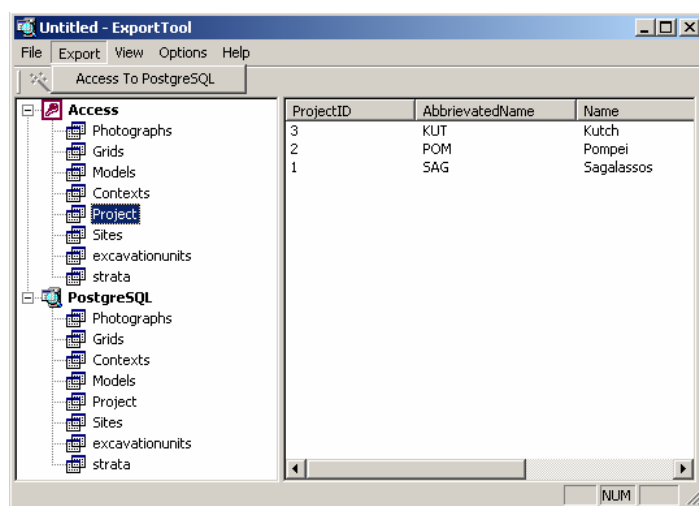 Untitled - ExportTool
File Export View Options Help
Access To PostgreSQL
Access
Photographs
Grids
Models
Contexts
Project
Sites
excavationunits
strata
PostgreSQL
Photographs
Grids
Contexts
Models
Project
Sites
excavationunits
strata
ProjectID AbbrievatedName Name
3 KUT Kutch
2 POM Pompei
1 SAG Sagalassos
NUM